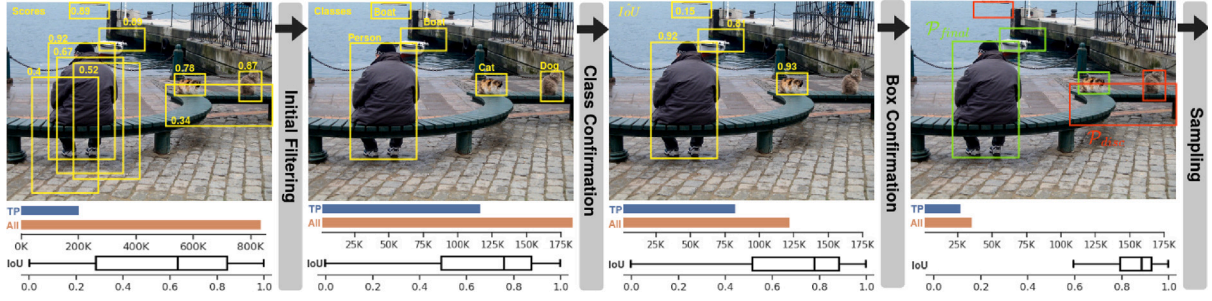 Scores
0.59
0.69
0.92
0.67
0.4
0.52
0.78
0.87
0.34
TP
All
0K 200K 400K 600K 800K
IoU
0.0 0.2 0.4 0.6 0.8 1.0
Initial Filtering
Classes
Boat
Boat
Person
Cat
Dog
TP
All
25K 50K 75K 100K 125K 150K 175K
IoU
0.0 0.2 0.4 0.6 0.8 1.0
Class Confirmation
IoU
0.15
0.81
0.92
0.93
TP
All
25K 50K 75K 100K 125K 150K 175K
IoU
0.0 0.2 0.4 0.6 0.8 1.0
Box Confirmation
TP
All
25K 50K 75K 100K 125K 150K 175K
IoU
0.0 0.2 0.4 0.6 0.8 1.0
Sampling